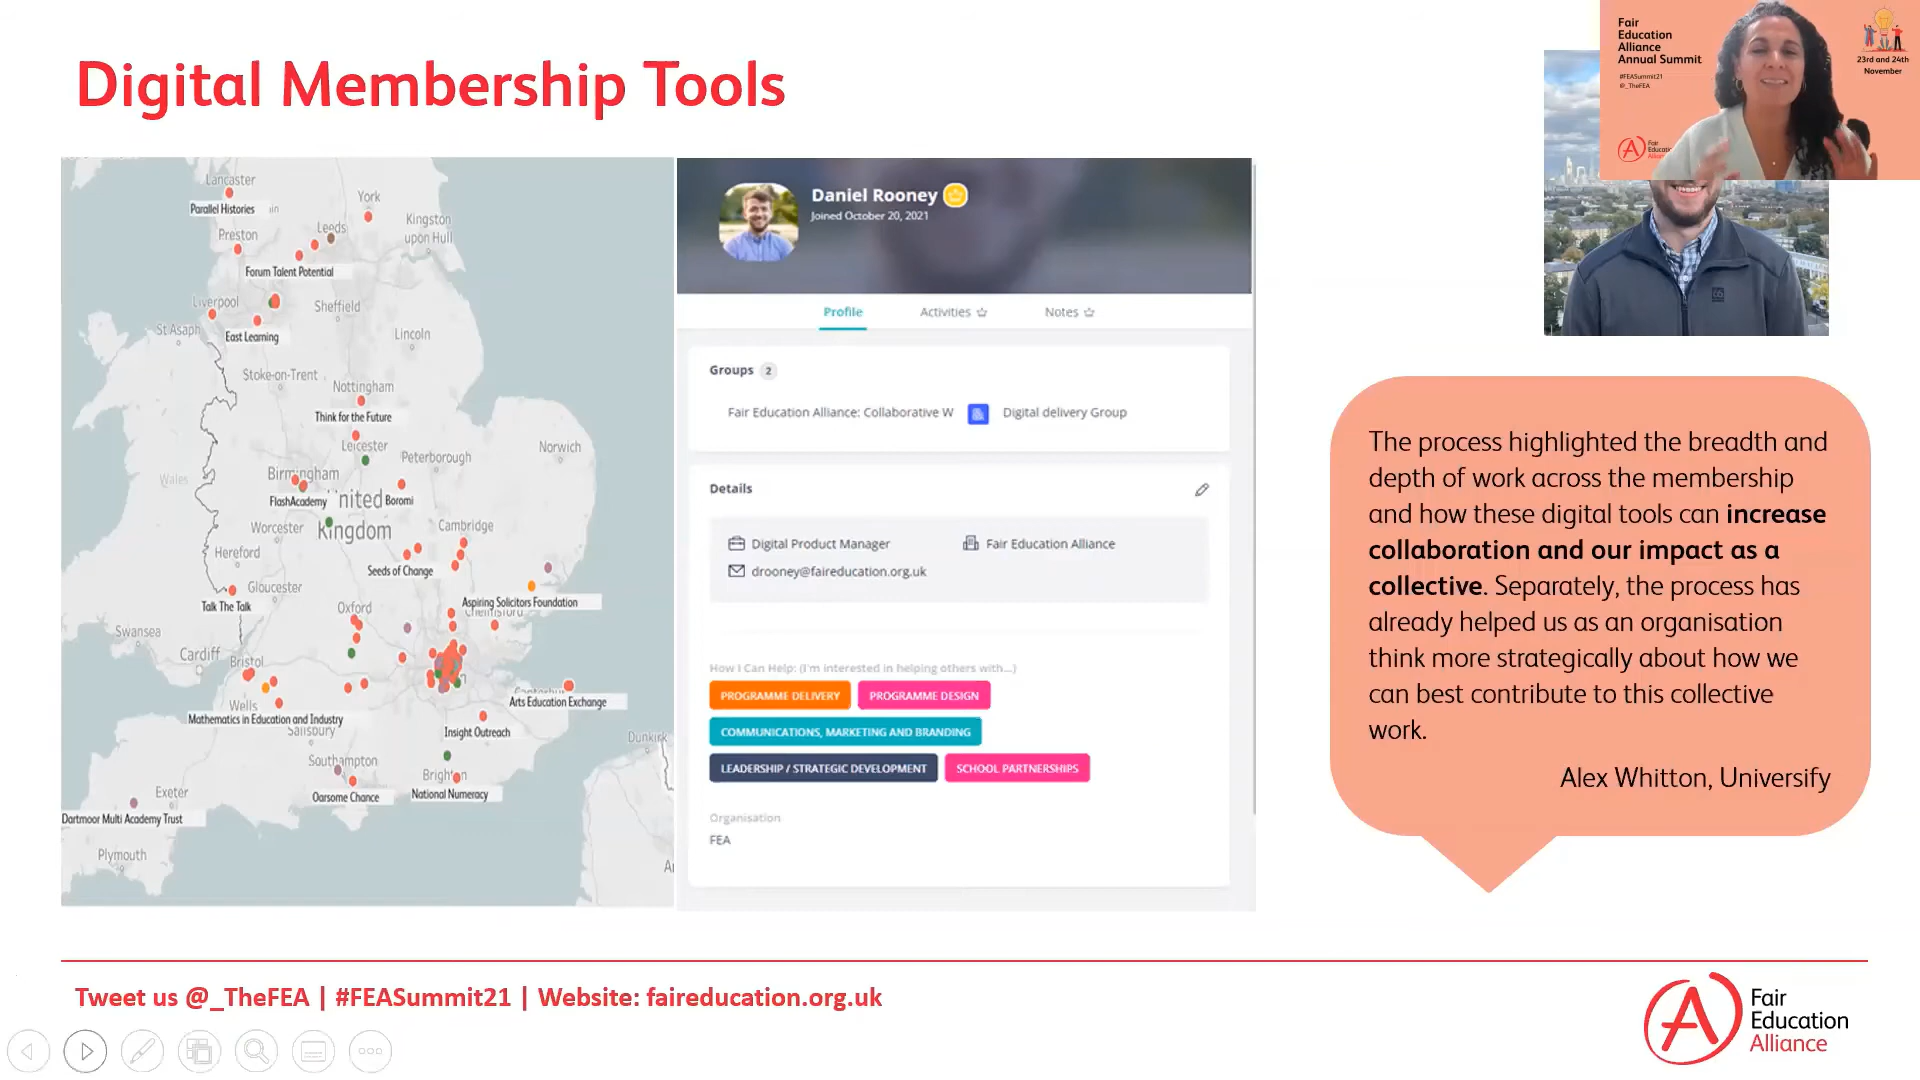 Digital Membership Tools
Fair
Education
Alliance
Annual Summit
#FEASummit21
@_TheFEA
23rd and 24th
November
Lancaster
Parallel Histories
York
Preston
Leeds
Kingston
upon Hull
Forum Talent Potential
Liverpool
Sheffield
St Asaph
East Learning
Lincoln
Stoke-on-Trent
Nottingham
Think for the Future
Leicester
Peterborough
Norwich
Wales
Birmingham
FlashAcademy
United
Boromi
Kingdom
Worcester
Cambridge
Hereford
Seeds of Change
Gloucester
Talk The Talk
Oxford
Aspiring Solicitors Foundation
Chelmsford
Swansea
Cardiff
Bristol
Canterbury
Arts Education Exchange
Wells
Mathematics in Education and Industry
Salisbury
Insight Outreach
Dunkirk
Southampton
Brighton
Exeter
Oarsome Chance
National Numeracy
Dartmoor Multi Academy Trust
Plymouth
Daniel Rooney
Joined October 20, 2021
Profile
Activities
Notes
Groups 2
Fair Education Alliance: Collaborative W
Digital delivery Group
Details
Digital Product Manager
Fair Education Alliance
drooney@faireducation.org.uk
How I Can Help: (I'm interested in helping others with...)
PROGRAMME DELIVERY
PROGRAMME DESIGN
COMMUNICATIONS, MARKETING AND BRANDING
LEADERSHIP / STRATEGIC DEVELOPMENT
SCHOOL PARTNERSHIPS
Organisation
FEA
The process highlighted the breadth and
depth of work across the membership
and how these digital tools can increase
collaboration and our impact as a
collective. Separately, the process has
already helped us as an organisation
think more strategically about how we
can best contribute to this collective
work.
Alex Whitton, Universify
Tweet us @_TheFEA | #FEASummit21 | Website: faireducation.org.uk
Fair
Education
Alliance